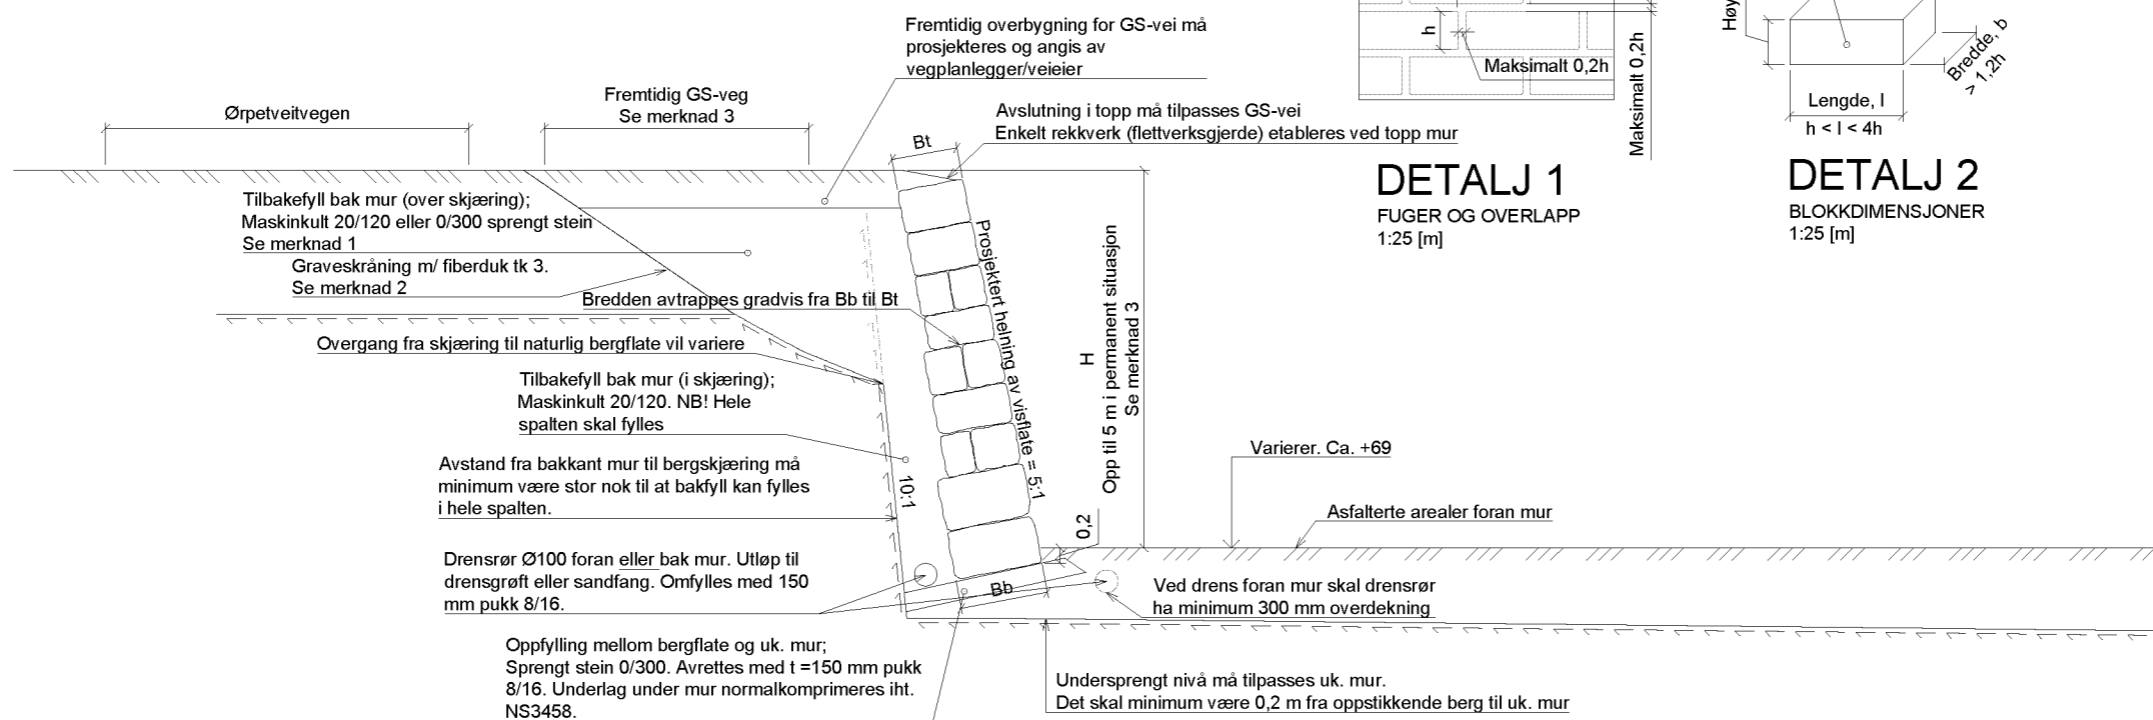 Fremtidig overbygning for GS-vei må
prosjekteres og angis av
vegplanlegger/veieier
Ørpetveitvegen
Fremtidig GS-veg
Se merknad 3
Avslutning i topp må tilpasses GS-vei
Enkelt rekkverk (flettverksgjerde) etableres ved topp mur
Bt
Tilbakefyll bak mur (over skjæring);
Maskinkult 20/120 eller 0/300 sprengt stein
Se merknad 1
Graveskråning m/ fiberduk tk 3.
Se merknad 2
Bredden avtrappes gradvis fra Bb til Bt
Overgang fra skjæring til naturlig bergflate vil variere
Tilbakefyll bak mur (i skjæring);
Maskinkult 20/120. NB! Hele
spalten skal fylles
Avstand fra bakkant mur til bergskjæring må
minimum være stor nok til at bakfyll kan fylles
i hele spalten.
10:1
Prosjektert helning av visflate = 5:1
H
Opp til 5 m i permanent situasjon
Se merknad 3
0,2
Drensrør Ø100 foran eller bak mur. Utløp til
drensgrøft eller sandfang. Omfylles med 150
mm pukk 8/16.
Bb
Oppfylling mellom bergflate og uk. mur;
Sprengt stein 0/300. Avrettes med t =150 mm pukk
8/16. Underlag under mur normalkomprimeres iht.
NS3458.
Varierer. Ca. +69
Asfalterte arealer foran mur
Ved drens foran mur skal drensrør
ha minimum 300 mm overdekning
Undersprengt nivå må tilpasses uk. mur.
Det skal minimum være 0,2 m fra oppstikkende berg til uk. mur
h
Maksimalt 0,2h
Maksimalt 0,2h
DETALJ 1
FUGER OG OVERLAPP
1:25 [m]
Bredde, b
> 1,2h
Lengde, l
h < l < 4h
DETALJ 2
BLOKKDIMENSJONER
1:25 [m]